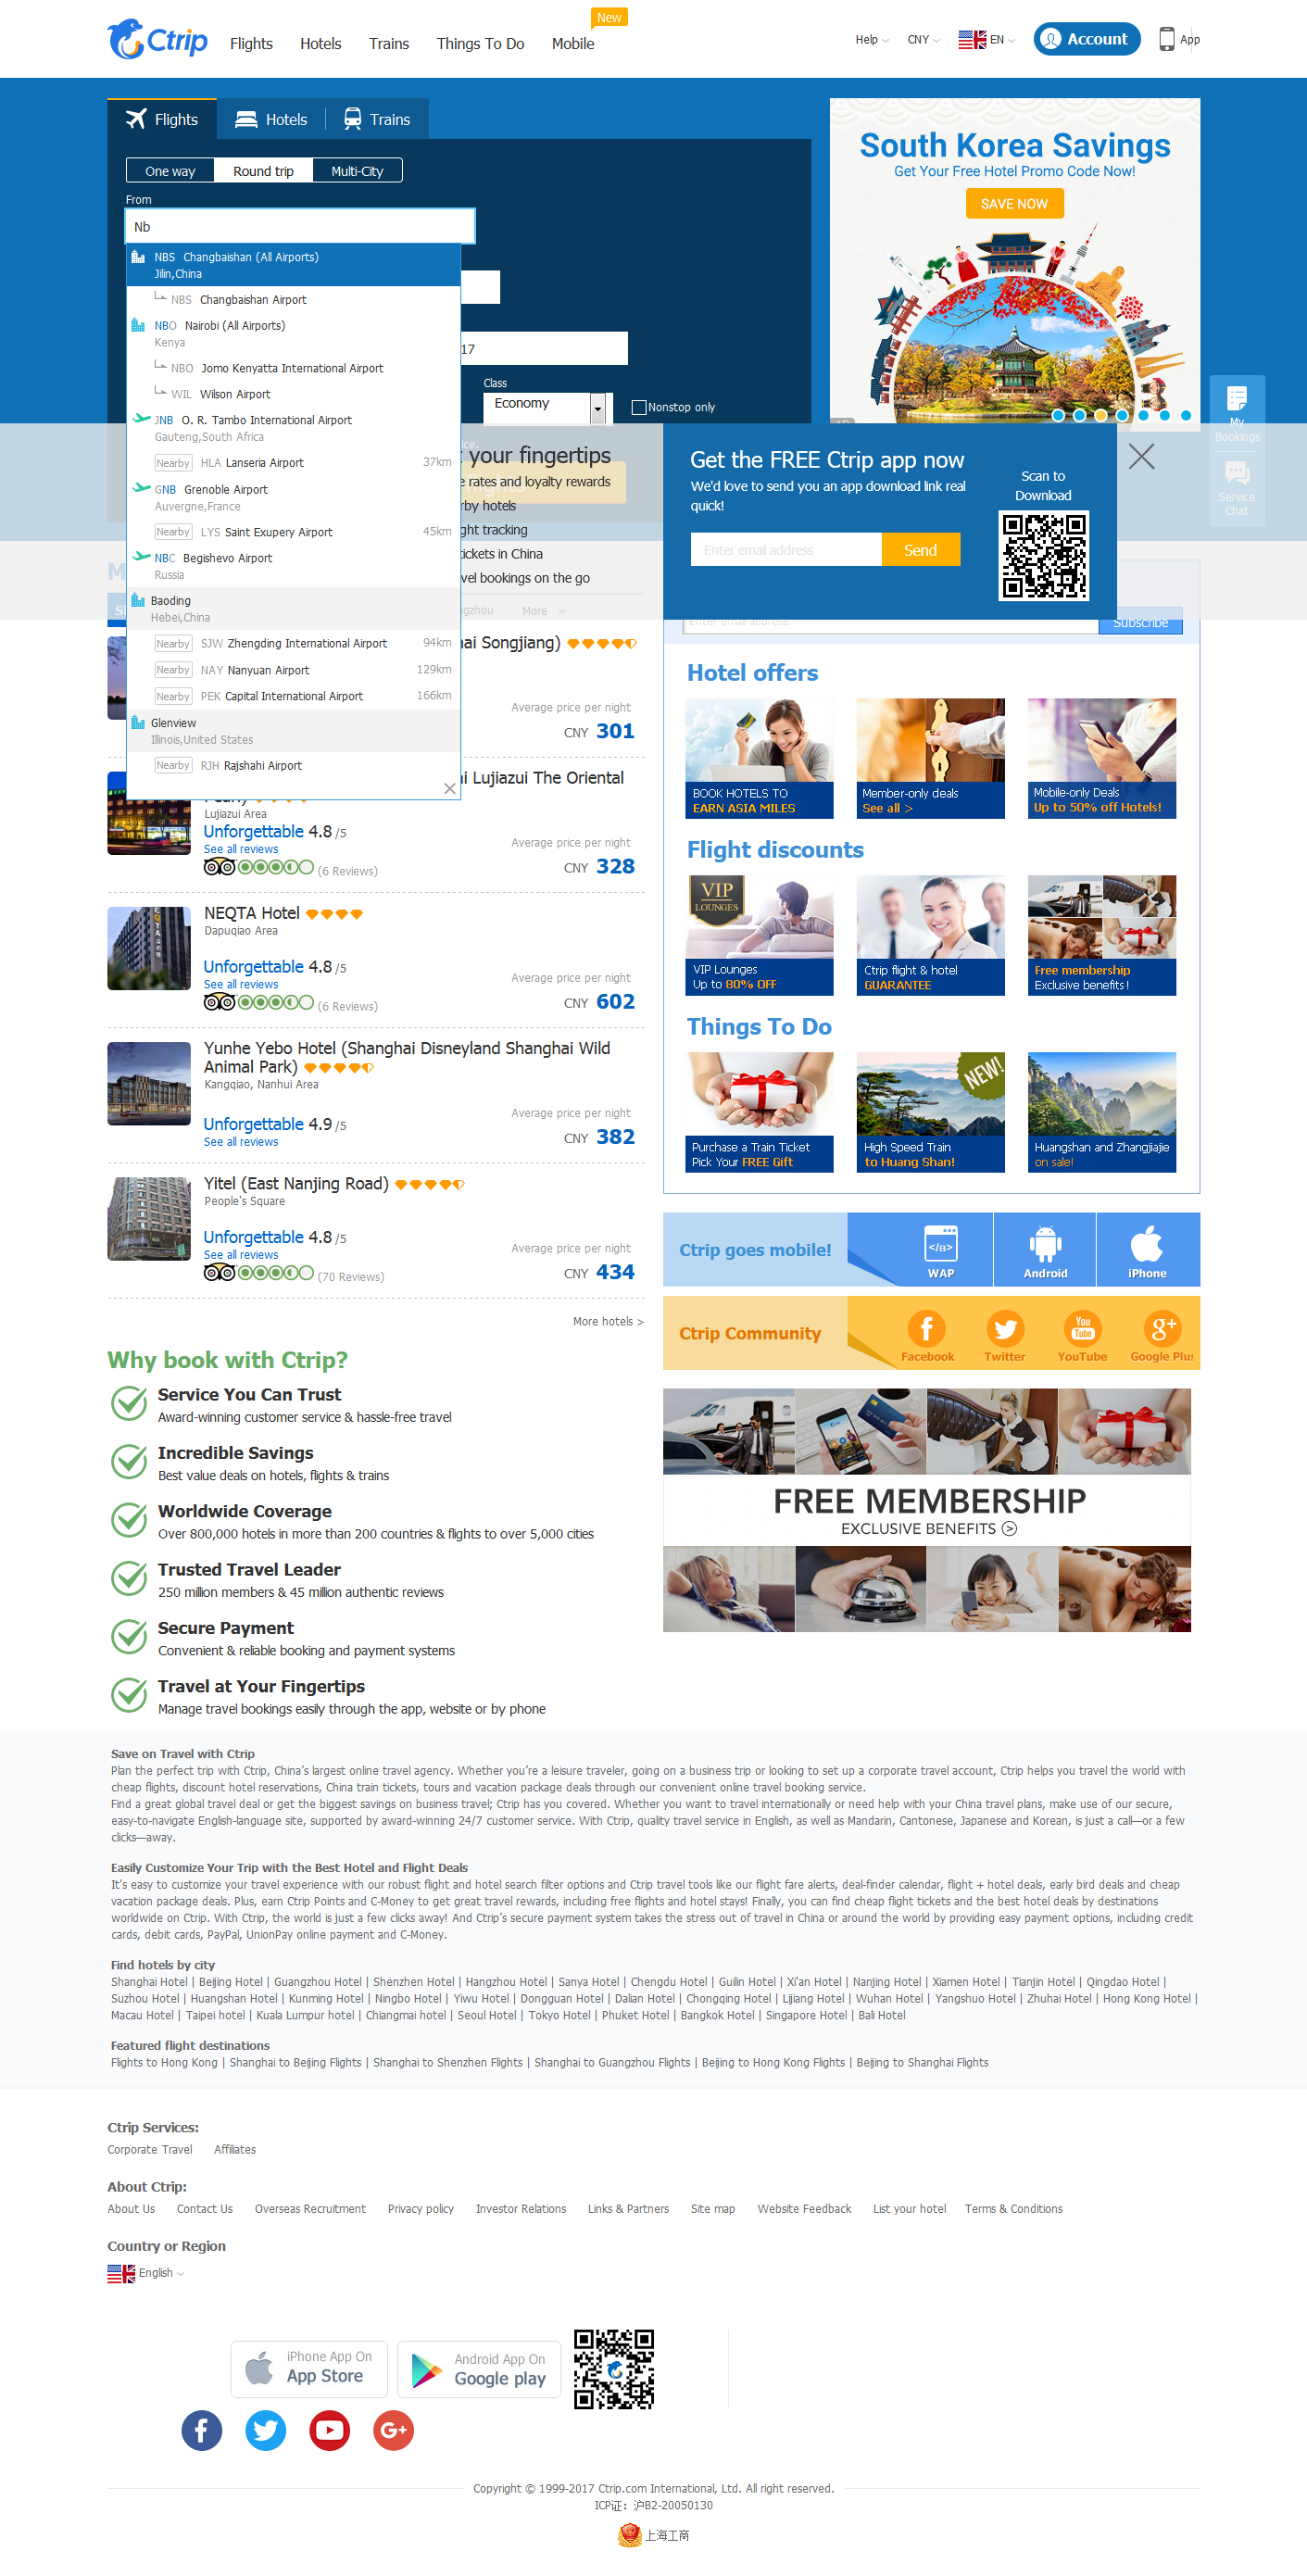 Ctrip
Flights
Hotels
Trains
Things To Do
Mobile
New
Help
CNY
EN
Account
App
Flights
Hotels
Trains
One way
Round trip
Multi-City
From
Nb
NBS Changbaishan (All Airports)
Jilin,China
NBS Changbaishan Airport
NBO Nairobi (All Airports)
Kenya
NBO Jomo Kenyatta International Airport
WIL Wilson Airport
JNB O. R. Tambo International Airport
Gauteng,South Africa
Nearby HLA Lanseria Airport 37km
GNB Grenoble Airport
Auvergne,France
Nearby LYS Saint Exupery Airport 45km
NBC Begishevo Airport
Russia
Baoding
Hebei,China
Nearby SJW Zhengding International Airport 94km
Nearby NAY Nanyuan Airport 129km
Nearby PEK Capital International Airport 166km
Glenview
Illinois,United States
Nearby RJH Rajshahi Airport
17
Class
Economy
Nonstop only
South Korea Savings
Get Your Free Hotel Promo Code Now!
SAVE NOW
AD
My
Bookings
Service
Chat
your fingertips
e rates and loyalty rewards
rby hotels
ght tracking
tickets in China
vel bookings on the go
Get the FREE Ctrip app now
We'd love to send you an app download link real
quick!
Enter email address
Send
Scan to
Download
gzhou
More
Enter email address.
Subscribe
ai Songjiang)
Average price per night
CNY 301
ai Lujiazui The Oriental
Lujiazui Area
Unforgettable 4.8 /5
See all reviews
(6 Reviews)
Average price per night
CNY 328
NEQTA Hotel
Dapuqiao Area
Unforgettable 4.8 /5
See all reviews
(6 Reviews)
Average price per night
CNY 602
Yunhe Yebo Hotel (Shanghai Disneyland Shanghai Wild
Animal Park)
Kangqiao, Nanhui Area
Unforgettable 4.9 /5
See all reviews
Average price per night
CNY 382
Yitel (East Nanjing Road)
People's Square
Unforgettable 4.8 /5
See all reviews
(70 Reviews)
Average price per night
CNY 434
More hotels >
Hotel offers
BOOK HOTELS TO
EARN ASIA MILES
Member-only deals
See all >
Mobile-only Deals
Up to 50% off Hotels!
Flight discounts
VIP
LOUNGES
VIP Lounges
Up to 80% OFF
Ctrip flight & hotel
GUARANTEE
Free membership
Exclusive benefits !
Things To Do
Purchase a Train Ticket
Pick Your FREE Gift
NEW!
High Speed Train
to Huang Shan!
Huangshan and Zhangjiajie
on sale!
Ctrip goes mobile!
</a>
WAP
Android
iPhone
Ctrip Community
Facebook
Twitter
You
Tube
YouTube
g+
Google Plus
FREE MEMBERSHIP
EXCLUSIVE BENEFITS >
Why book with Ctrip?
Service You Can Trust
Award-winning customer service & hassle-free travel
Incredible Savings
Best value deals on hotels, flights & trains
Worldwide Coverage
Over 800,000 hotels in more than 200 countries & flights to over 5,000 cities
Trusted Travel Leader
250 million members & 45 million authentic reviews
Secure Payment
Convenient & reliable booking and payment systems
Travel at Your Fingertips
Manage travel bookings easily through the app, website or by phone
Save on Travel with Ctrip
Plan the perfect trip with Ctrip, China’s largest online travel agency. Whether you’re a leisure traveler, going on a business trip or looking to set up a corporate travel account, Ctrip helps you travel the world with
cheap flights, discount hotel reservations, China train tickets, tours and vacation package deals through our convenient online travel booking service.
Find a great global travel deal or get the biggest savings on business travel; Ctrip has you covered. Whether you want to travel internationally or need help with your China travel plans, make use of our secure,
easy-to-navigate English-language site, supported by award-winning 24/7 customer service. With Ctrip, quality travel service in English, as well as Mandarin, Cantonese, Japanese and Korean, is just a call—or a few
clicks—away.
Easily Customize Your Trip with the Best Hotel and Flight Deals
It's easy to customize your travel experience with our robust flight and hotel search filter options and Ctrip travel tools like our flight fare alerts, deal-finder calendar, flight + hotel deals, early bird deals and cheap
vacation package deals. Plus, earn Ctrip Points and C-Money to get great travel rewards, including free flights and hotel stays! Finally, you can find cheap flight tickets and the best hotel deals by destinations
worldwide on Ctrip. With Ctrip, the world is just a few clicks away! And Ctrip’s secure payment system takes the stress out of travel in China or around the world by providing easy payment options, including credit
cards, debit cards, PayPal, UnionPay online payment and C-Money.
Find hotels by city
Shanghai Hotel | Beijing Hotel | Guangzhou Hotel | Shenzhen Hotel | Hangzhou Hotel | Sanya Hotel | Chengdu Hotel | Guilin Hotel | Xi'an Hotel | Nanjing Hotel | Xiamen Hotel | Tianjin Hotel | Qingdao Hotel |
Suzhou Hotel | Huangshan Hotel | Kunming Hotel | Ningbo Hotel | Yiwu Hotel | Dongguan Hotel | Dalian Hotel | Chongqing Hotel | Lijiang Hotel | Wuhan Hotel | Yangshuo Hotel | Zhuhai Hotel | Hong Kong Hotel |
Macau Hotel | Taipei hotel | Kuala Lumpur hotel | Chiangmai hotel | Seoul Hotel | Tokyo Hotel | Phuket Hotel | Bangkok Hotel | Singapore Hotel | Bali Hotel
Featured flight destinations
Flights to Hong Kong | Shanghai to Beijing Flights | Shanghai to Shenzhen Flights | Shanghai to Guangzhou Flights | Beijing to Hong Kong Flights | Beijing to Shanghai Flights
Ctrip Services:
Corporate Travel Affiliates
About Ctrip:
About Us Contact Us Overseas Recruitment Privacy policy Investor Relations Links & Partners Site map Website Feedback List your hotel Terms & Conditions
Country or Region
English
iPhone App On
App Store
Android App On
Google play
G+
Copyright © 1999-2017 Ctrip.com International, Ltd. All right reserved.
ICP证：沪B2-20050130
上海工商